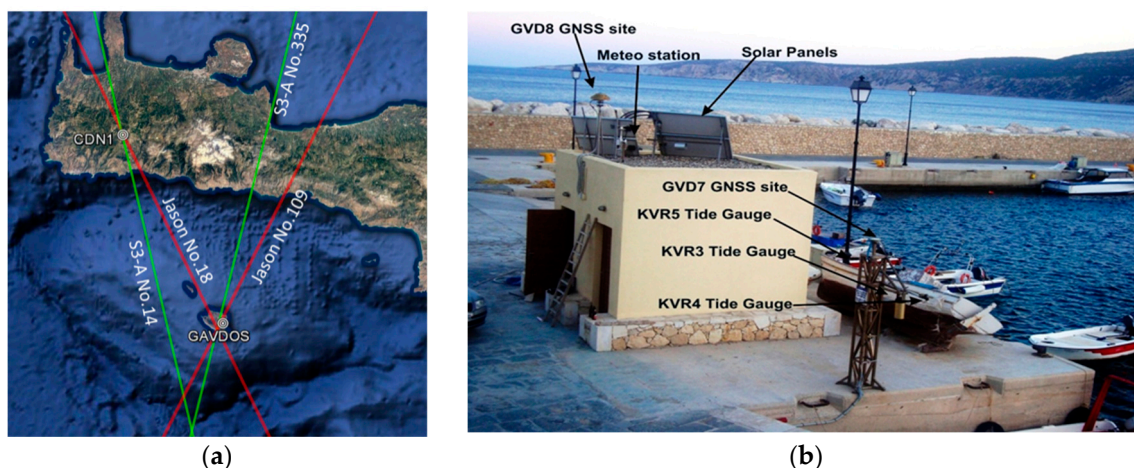 CDN1
S3-A No.335
Jason No.109
Jason No.18
S3-A No.14
GAVDOS
(a)
GVD8 GNSS site
Meteo station
Solar Panels
GVD7 GNSS site
KVR5 Tide Gauge
KVR3 Tide Gauge
KVR4 Tide Gauge
(b)